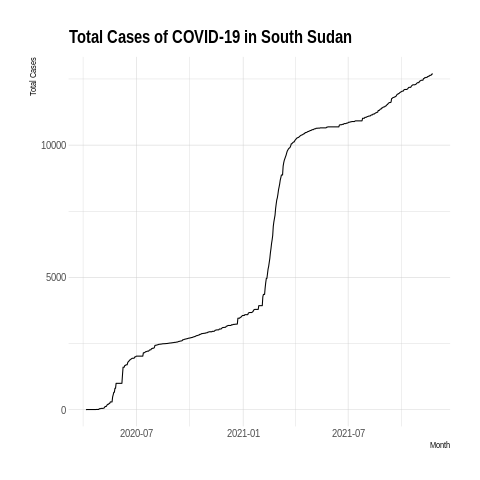 Total Cases of COVID-19 in South Sudan
Total Cases
10000
5000
0
2020-07
2021-01
2021-07
Month